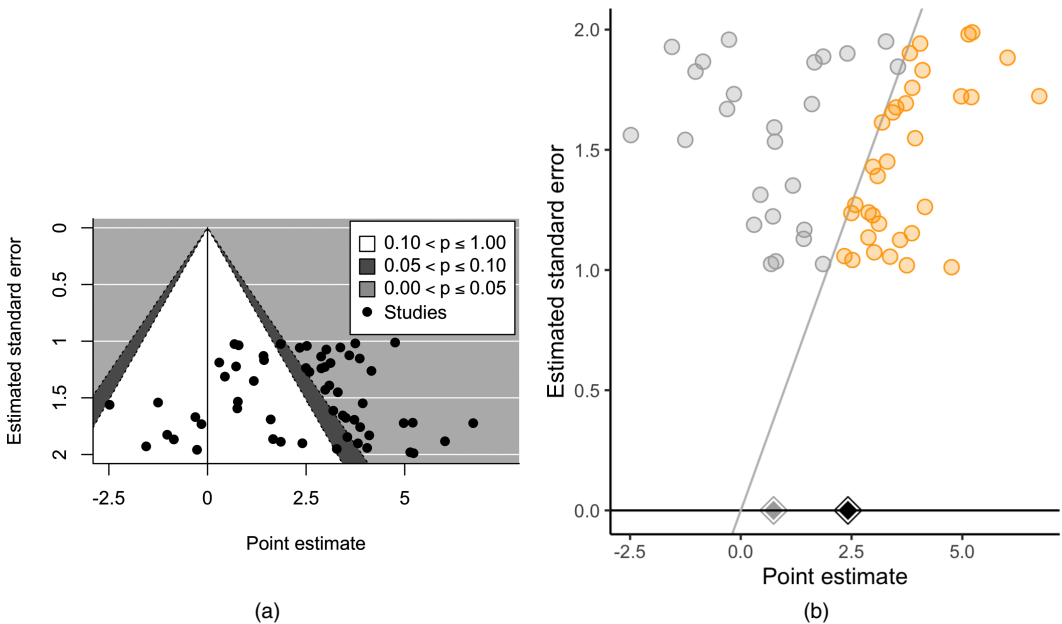 0
0.5
1
1.5
2
Estimated standard error
0.10 < p ≤ 1.00
0.05 < p ≤ 0.10
0.00 < p ≤ 0.05
Studies
-2.5
0
2.5
5
Point estimate
(a)
2.0
1.5
1.0
0.5
0.0
Estimated standard error
-2.5
0.0
2.5
5.0
Point estimate
(b)